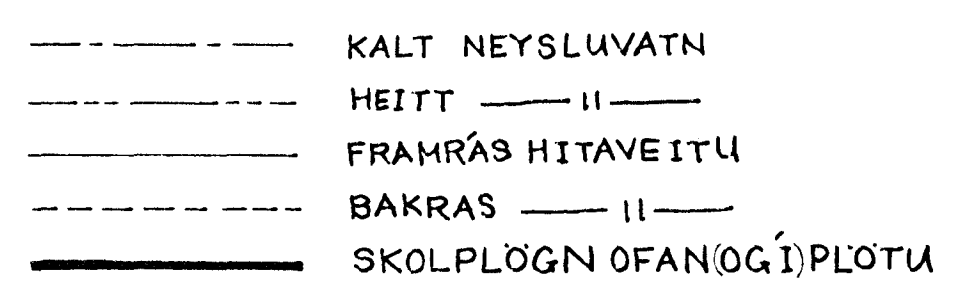 KALT NEYSLUVATN
HEITT —— 11 ——
FRAMRÁS HITAVEITU
BAKRAS —— 11 ——
SKOLPLÖGN OFAN(OG Í)PLÖTU